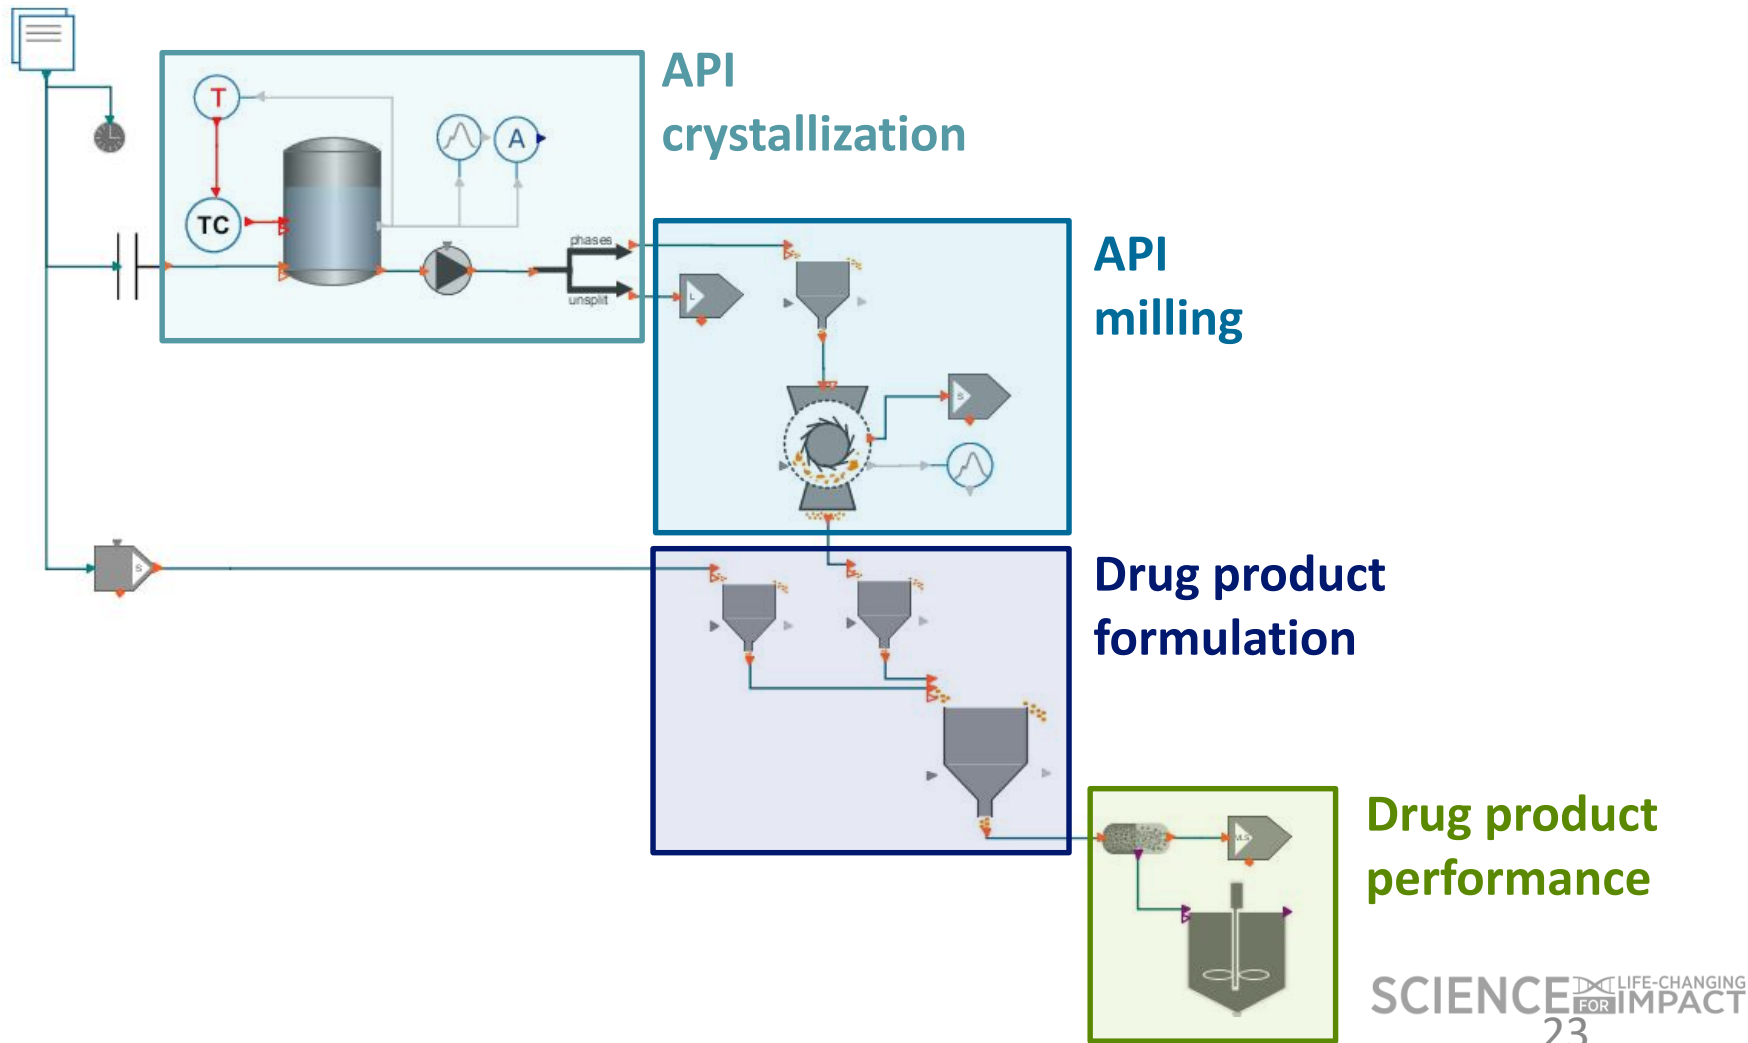 API
crystallization
T
A
TC
phases
unsplit
L
API
milling
S
S
Drug product
formulation
Drug product
performance
SCIENCE FOR LIFE-CHANGING IMPACT
23